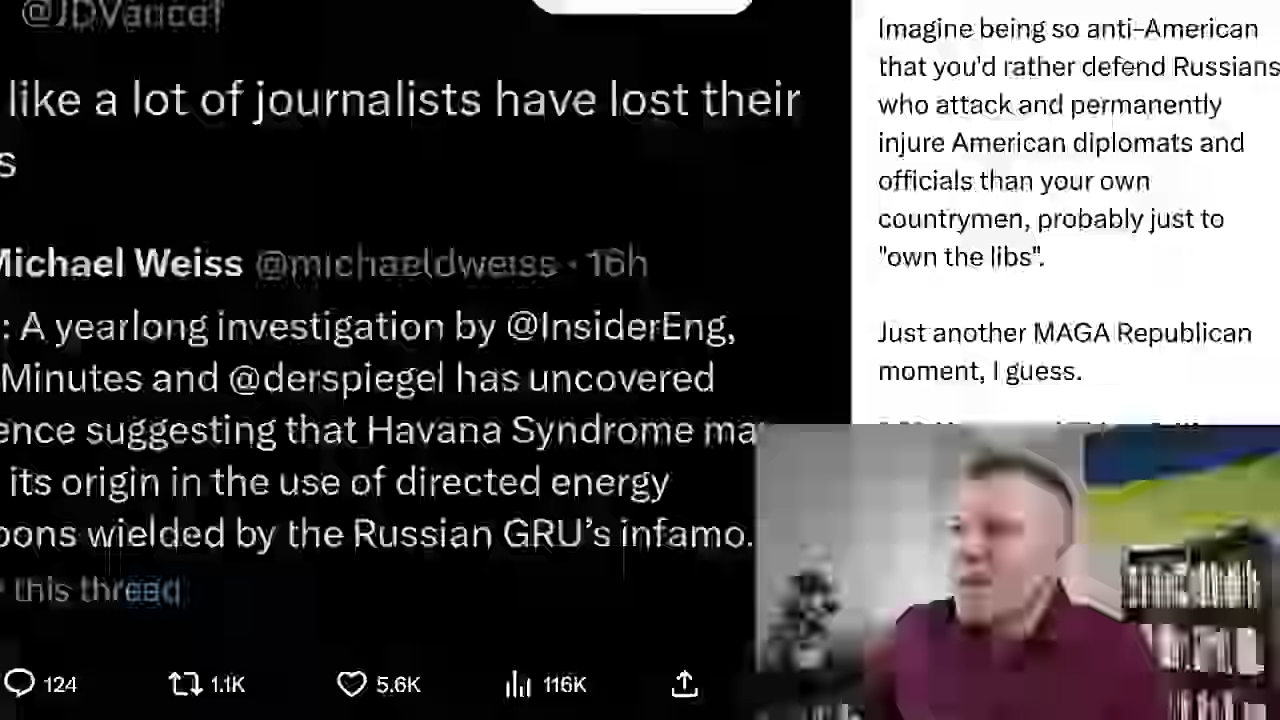 @JDVance1
like a lot of journalists have lost their
s
Michael Weiss @michaeldweiss · 16h
: A yearlong investigation by @InsiderEng,
Minutes and @derspiegel has uncovered
ence suggesting that Havana Syndrome ma
its origin in the use of directed energy
pons wielded by the Russian GRU's infamo.
this thread
124 1.1K 5.6K 116K
Imagine being so anti-American
that you'd rather defend Russians
who attack and permanently
injure American diplomats and
officials than your own
countrymen, probably just to
"own the libs".
Just another MAGA Republican
moment, I guess.